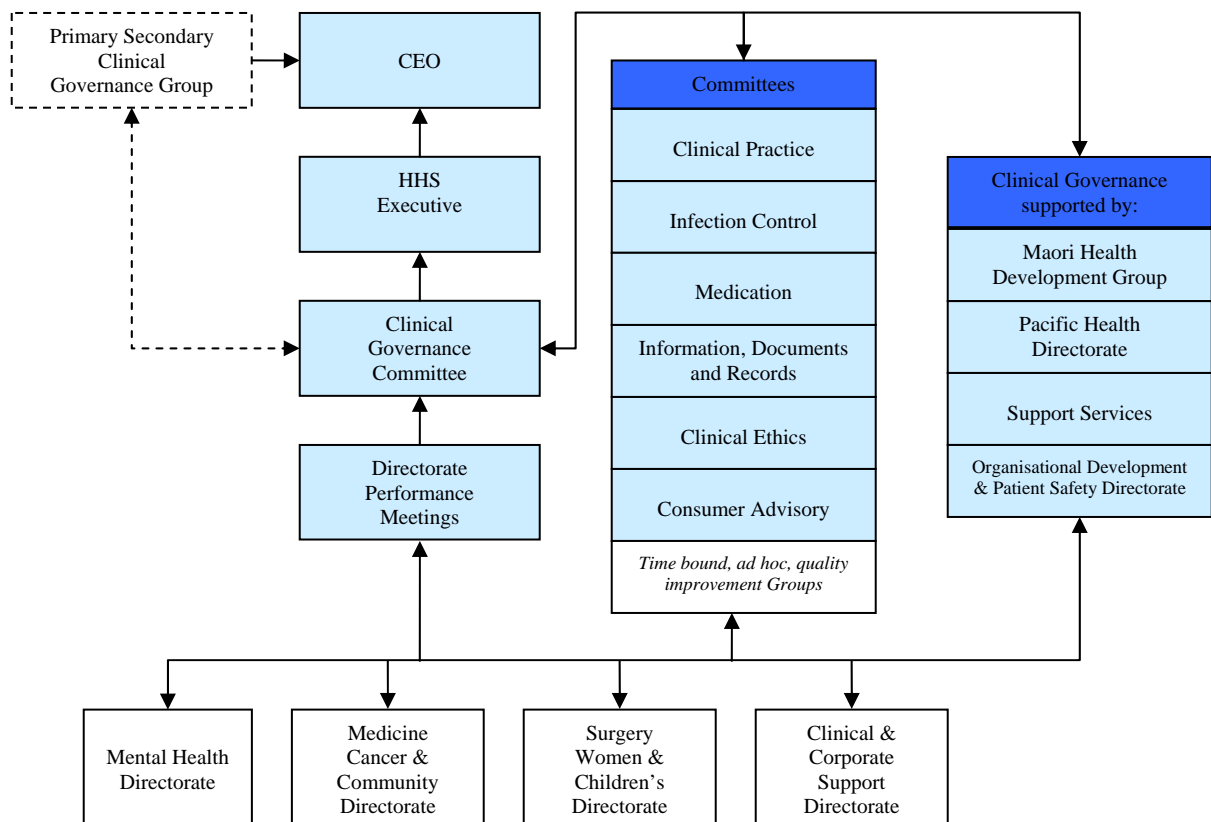 Primary Secondary
Clinical
Governance Group
CEO
HHS
Executive
Clinical
Governance
Committee
Directorate
Performance
Meetings
Committees
Clinical Practice
Infection Control
Medication
Information, Documents
and Records
Clinical Ethics
Consumer Advisory
Time bound, ad hoc, quality
improvement Groups
Clinical Governance
supported by:
Maori Health
Development Group
Pacific Health
Directorate
Support Services
Organisational Development
& Patient Safety Directorate
Mental Health
Directorate
Medicine
Cancer &
Community
Directorate
Surgery
Women &
Children’s
Directorate
Clinical &
Corporate
Support
Directorate